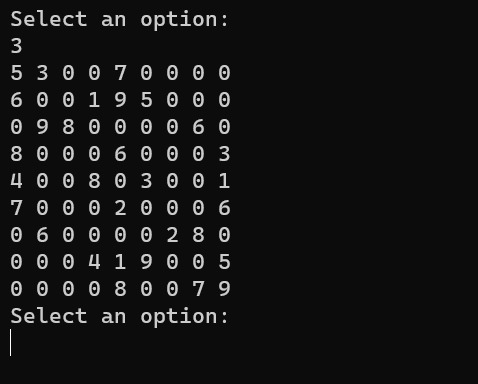 Select an option:
3
5 3 0 0 7 0 0 0 0
6 0 0 1 9 5 0 0 0
0 9 8 0 0 0 0 6 0
8 0 0 0 6 0 0 0 3
4 0 0 8 0 3 0 0 1
7 0 0 0 2 0 0 0 6
0 6 0 0 0 0 2 8 0
0 0 0 4 1 9 0 0 5
0 0 0 0 8 0 0 7 9
Select an option: